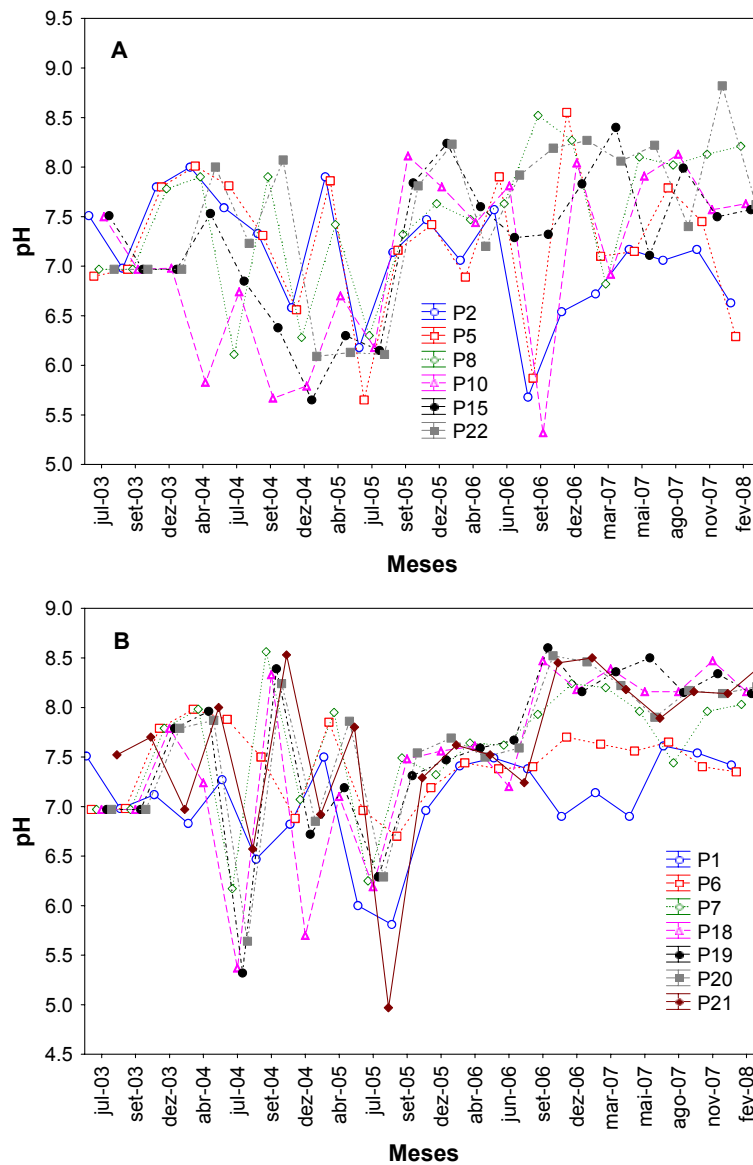 9.5
A
9.0
8.5
8.0
7.5
7.0
6.5
6.0
5.5
5.0
pH
P2
P5
P8
P10
P15
P22
jul-03
set-03
dez-03
abr-04
jul-04
set-04
dez-04
abr-05
jul-05
set-05
dez-05
abr-06
jun-06
set-06
dez-06
mar-07
mai-07
ago-07
nov-07
fev-08
Meses
9.0
B
8.5
8.0
7.5
7.0
6.5
6.0
5.5
5.0
4.5
pH
P1
P6
P7
P18
P19
P20
P21
jul-03
set-03
dez-03
abr-04
jul-04
set-04
dez-04
abr-05
jul-05
set-05
dez-05
abr-06
jun-06
set-06
dez-06
mar-07
mai-07
ago-07
nov-07
fev-08
Meses